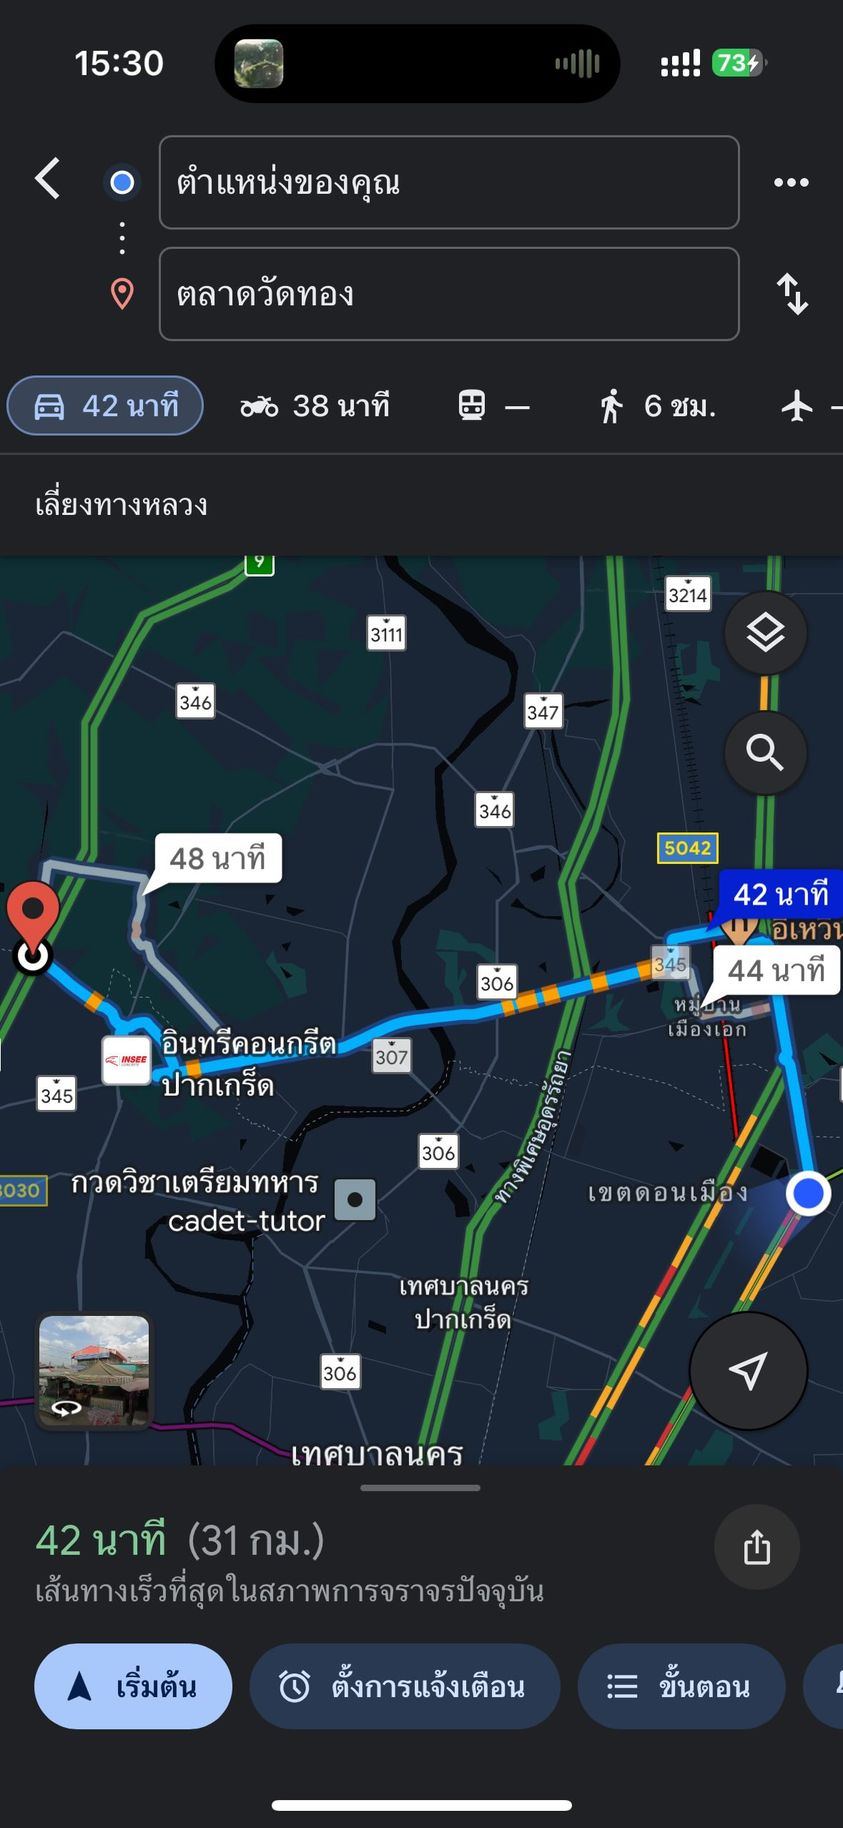 15:30
73
ตำแหน่งของคุณ
ตลาดวัดทอง
42 นาที
38 นาที
—
6 ชม.
เลี่ยงทางหลวง
9
3214
3111
346
347
346
5042
48 นาที
42 นาที
345
44 นาที
306
หมู่บ้าน
เมืองเอก
อินทรีคอนกรีต
ปากเกร็ด
INSEE
307
345
306
ทางพิเศษอุดรรัถยา
กวดวิชาเตรียมทหาร
cadet-tutor
เขตดอนเมือง
เทศบาลนคร
ปากเกร็ด
306
เทศบาลนคร
42 นาที (31 กม.)
เส้นทางเร็วที่สุดในสภาพการจราจรปัจจุบัน
เริ่มต้น
ตั้งการแจ้งเตือน
ขั้นตอน